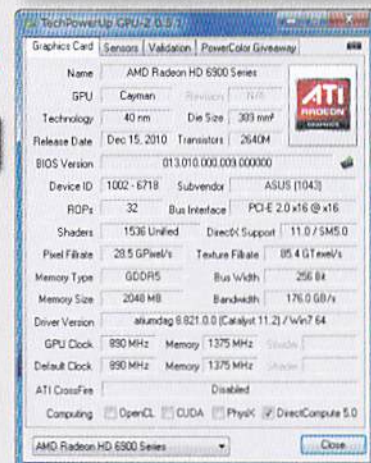 TechPowerUp GPU-Z 0.5.1
Graphics Card Sensors Validation PowerColor Giveaway
Name AMD Radeon HD 6900 Series
GPU Cayman Revision N/A
Technology 40 nm Die Size 389 mm²
Release Date Dec 15, 2010 Transistors 2640M
ATI
RADEON
GRAPHICS
BIOS Version 013.010.000.009.000000
Device ID 1002 - 6718 Subvendor ASUS (1043)
ROPs 32 Bus Interface PCI-E 2.0 x16 @ x16
Shaders 1536 Unified DirectX Support 11.0 / SM5.0
Pixel Fillrate 28.5 GPixel/s Texture Fillrate 85.4 GTexel/s
Memory Type GDDR5 Bus Width 256 Bit
Memory Size 2048 MB Bandwidth 176.0 GB/s
Driver Version atiumdag 8.821.0.0 (Catalyst 11.2) / Win7 64
GPU Clock 890 MHz Memory 1375 MHz Shader
Default Clock 890 MHz Memory 1375 MHz Shader
ATI CrossFire Disabled
Computing OpenCL CUDA PhysX DirectCompute 5.0
AMD Radeon HD 6900 Series Close